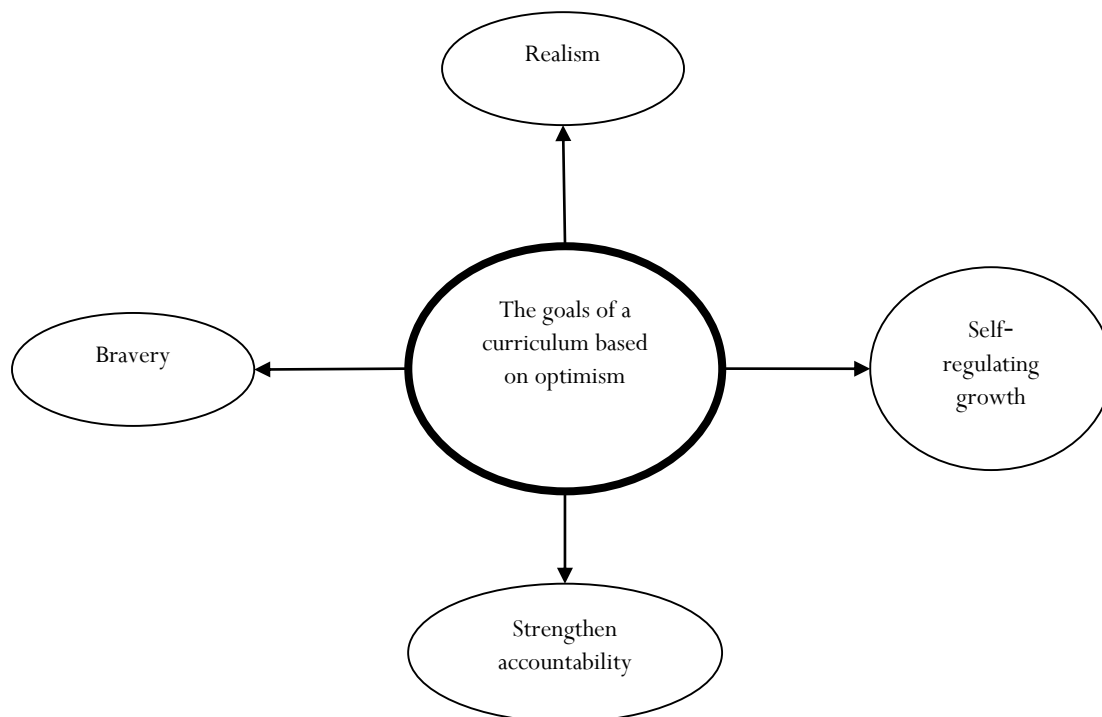 Realism
The goals of a
curriculum based
on optimism
Bravery
Self-
regulating
growth
Strengthen
accountability